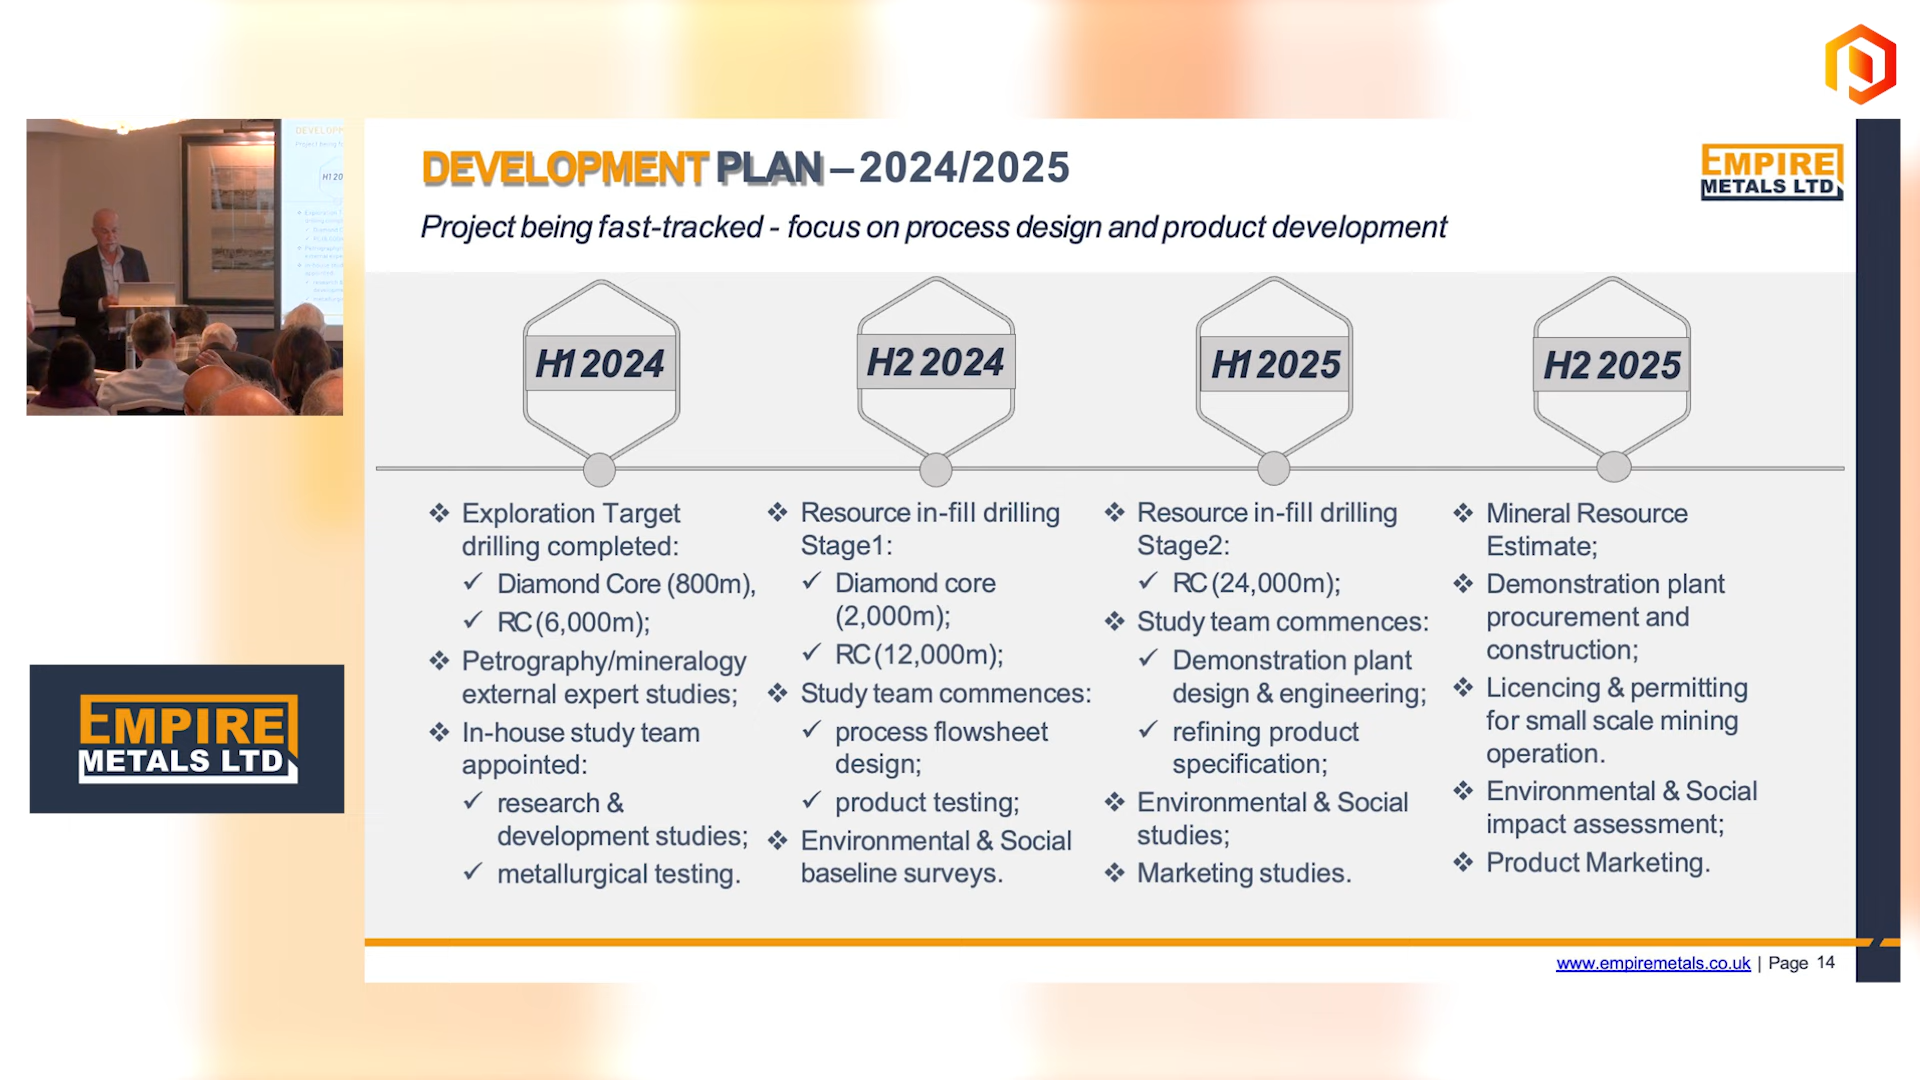 DEVELOPMENT PLAN – 2024/2025
Project being fast-tracked - focus on process design and product development
EMPIRE
METALS LTD
H1 2024
H2 2024
H1 2025
H2 2025
❖ Exploration Target
drilling completed:
✓ Diamond Core (800m),
✓ RC (6,000m);
❖ Petrography/mineralogy
external expert studies;
❖ In-house study team
appointed:
✓ research &
development studies;
✓ metallurgical testing.
❖ Resource in-fill drilling
Stage1:
✓ Diamond core
(2,000m);
✓ RC (12,000m);
❖ Study team commences:
✓ process flowsheet
design;
✓ product testing;
❖ Environmental & Social
baseline surveys.
❖ Resource in-fill drilling
Stage2:
✓ RC (24,000m);
❖ Study team commences:
✓ Demonstration plant
design & engineering;
✓ refining product
specification;
❖ Environmental & Social
studies;
❖ Marketing studies.
❖ Mineral Resource
Estimate;
❖ Demonstration plant
procurement and
construction;
❖ Licencing & permitting
for small scale mining
operation.
❖ Environmental & Social
impact assessment;
❖ Product Marketing.
www.empiremetals.co.uk | Page 14
EMPIRE
METALS LTD
H1 20